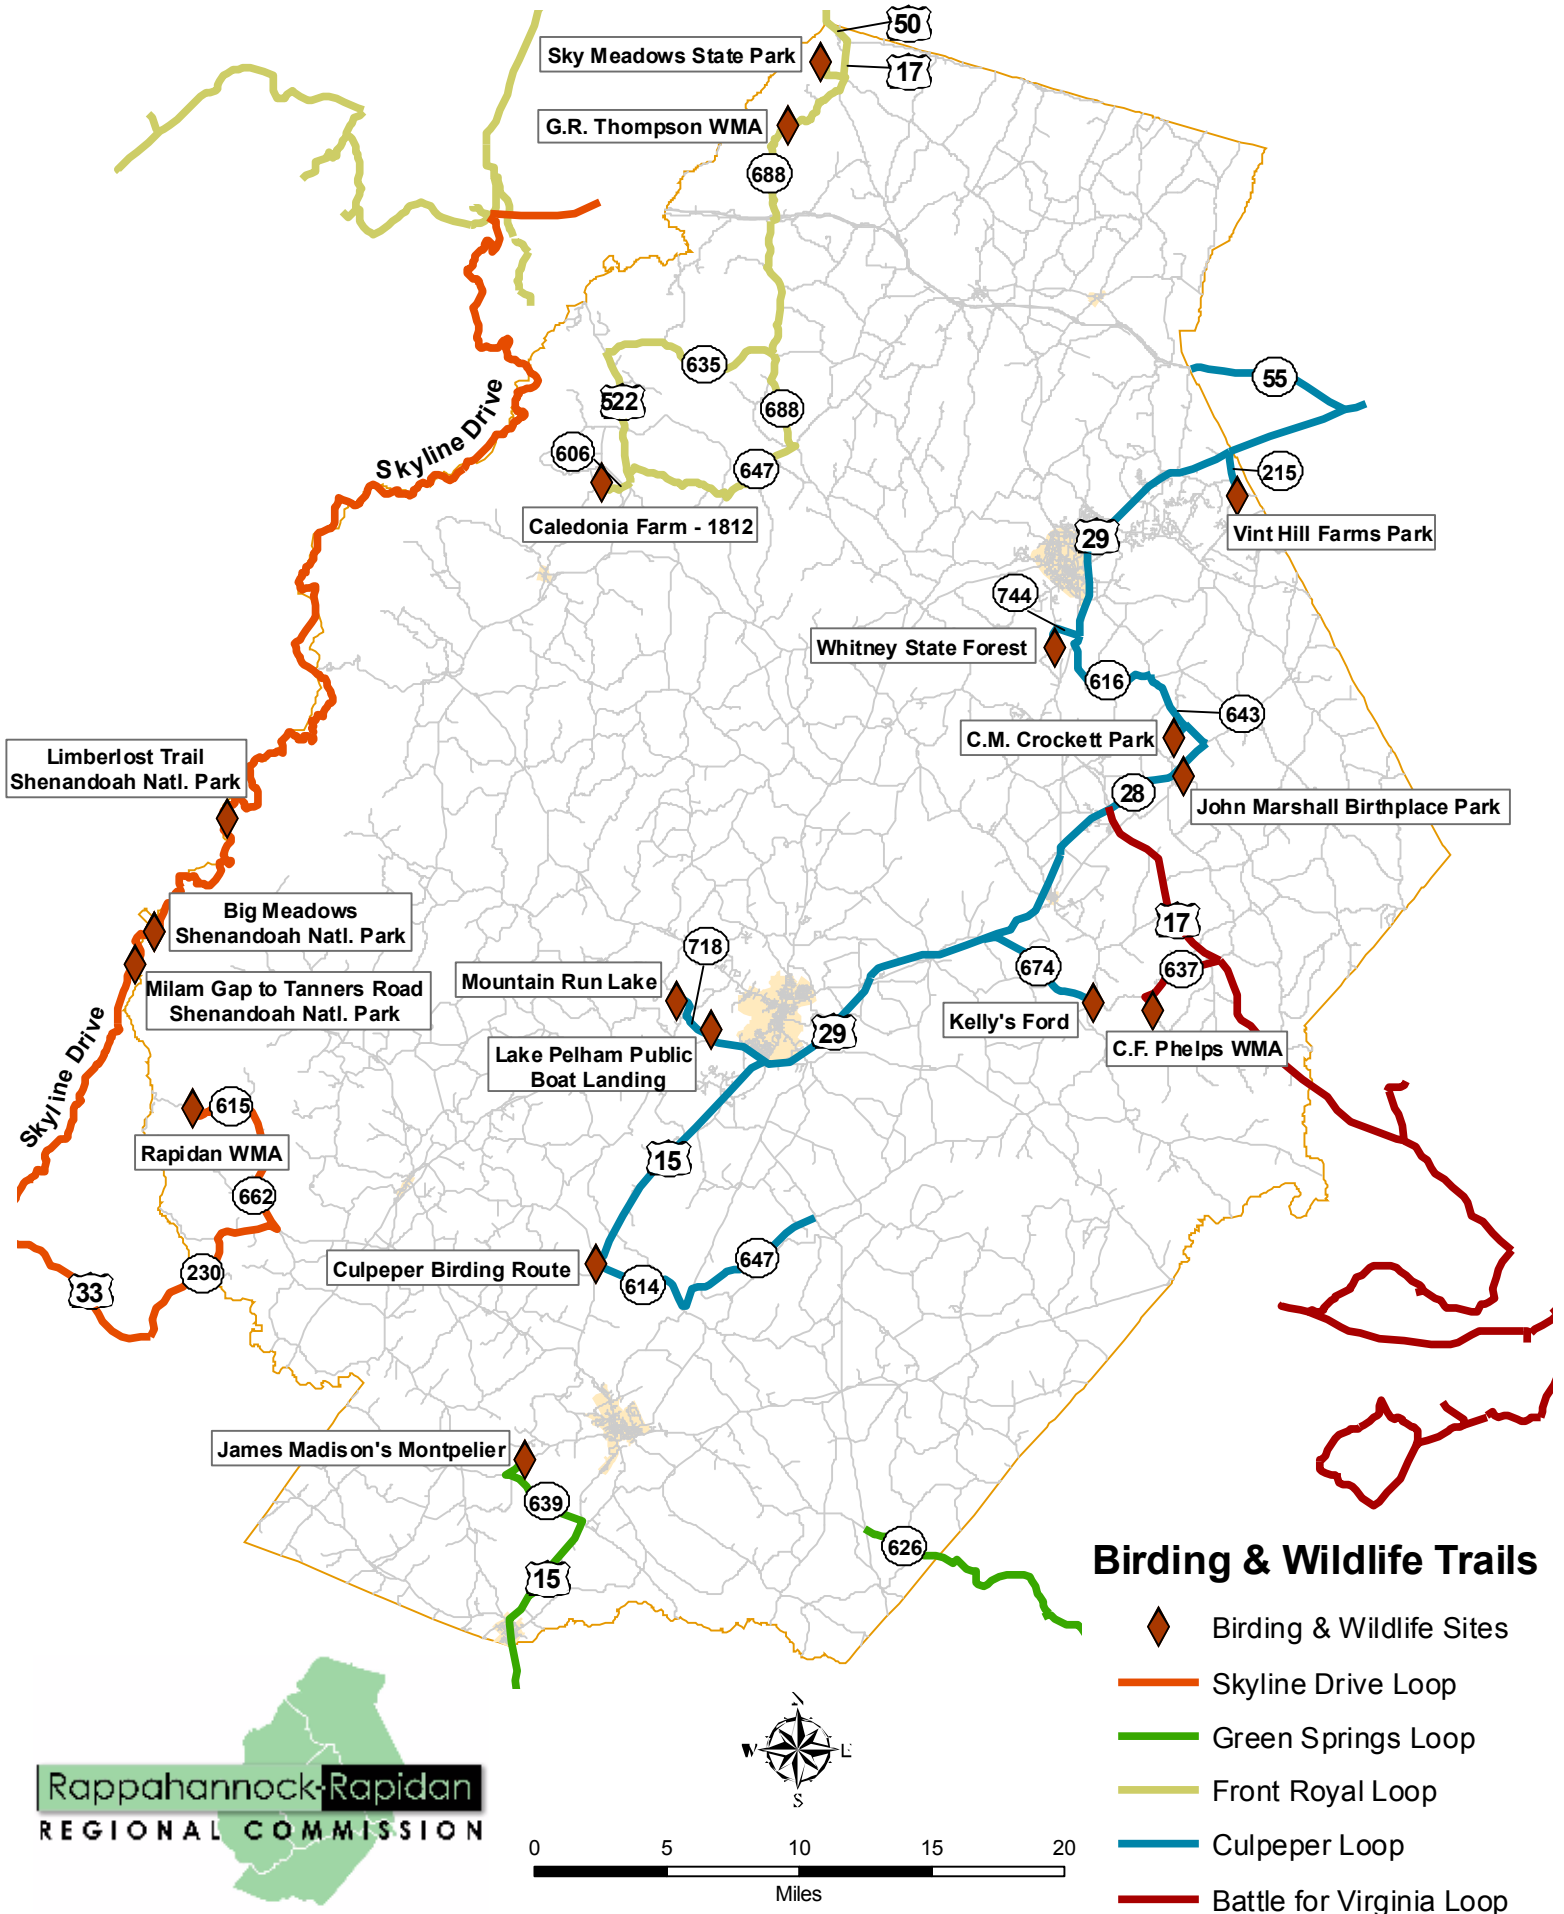 50
Sky Meadows State Park
17
G.R. Thompson WMA
688
635
55
522
688
Skyline Drive
606
647
215
Caledonia Farm - 1812
Vint Hill Farms Park
29
744
Whitney State Forest
616
643
C.M. Crockett Park
Limberlost Trail
Shenandoah Natl. Park
28
John Marshall Birthplace Park
Big Meadows
Shenandoah Natl. Park
17
718
674
637
Mountain Run Lake
Milam Gap to Tanners Road
Shenandoah Natl. Park
Kelly's Ford
29
C.F. Phelps WMA
Lake Pelham Public
Boat Landing
Skyline Drive
615
Rapidan WMA
15
662
Culpeper Birding Route
647
230
614
33
James Madison's Montpelier
639
626
15
Birding & Wildlife Trails
Birding & Wildlife Sites
Skyline Drive Loop
Green Springs Loop
Front Royal Loop
Culpeper Loop
Battle for Virginia Loop
N
W
E
S
Rappahannock-Rapidan
REGIONAL COMMISSION
0 5 10 15 20
Miles